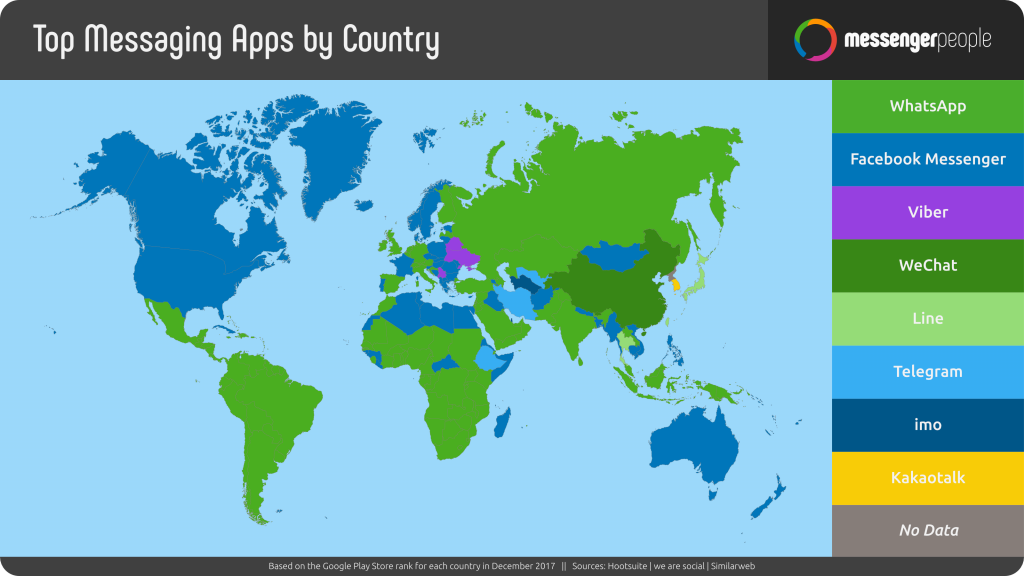 Top Messaging Apps by Country
messengerpeople
WhatsApp
Facebook Messenger
Viber
WeChat
Line
Telegram
imo
Kakaotalk
No Data
Based on the Google Play Store rank for each country in December 2017 || Sources: Hootsuite | we are social | Similarweb